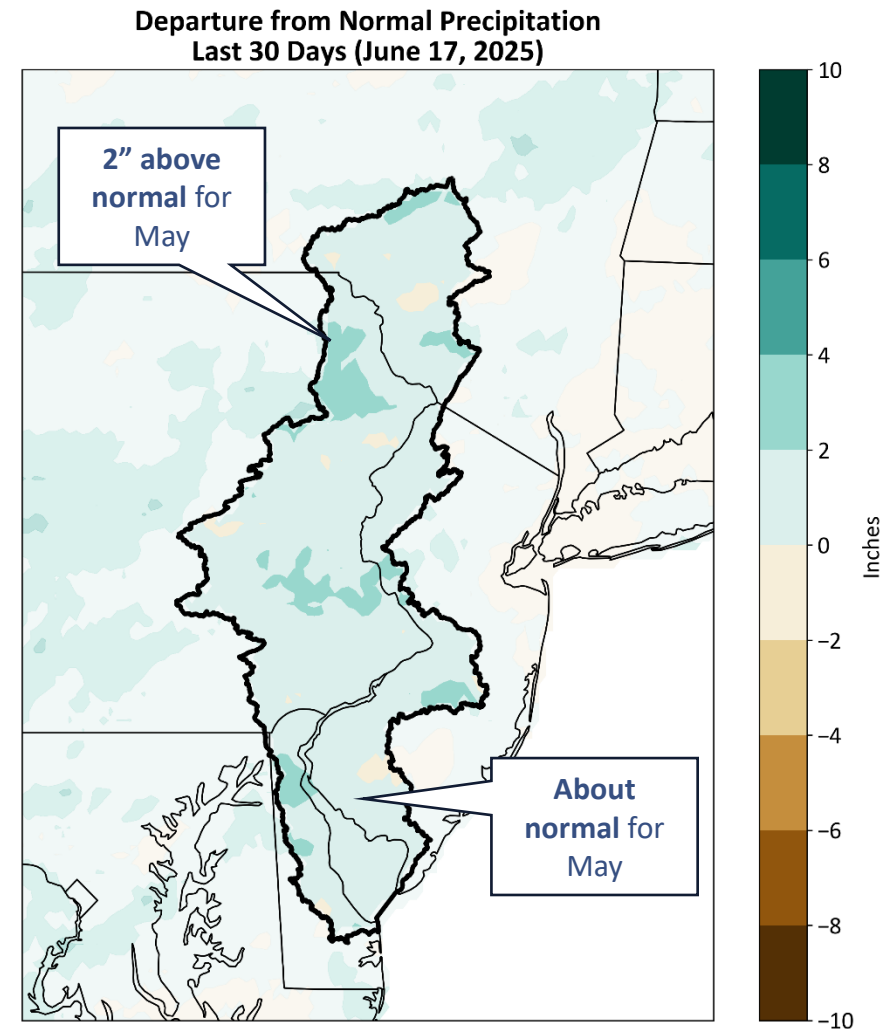 Departure from Normal Precipitation
Last 30 Days (June 17, 2025)
2” above
normal for
May
About
normal for
May
10
8
6
4
2
0
−2
−4
−6
−8
−10
Inches